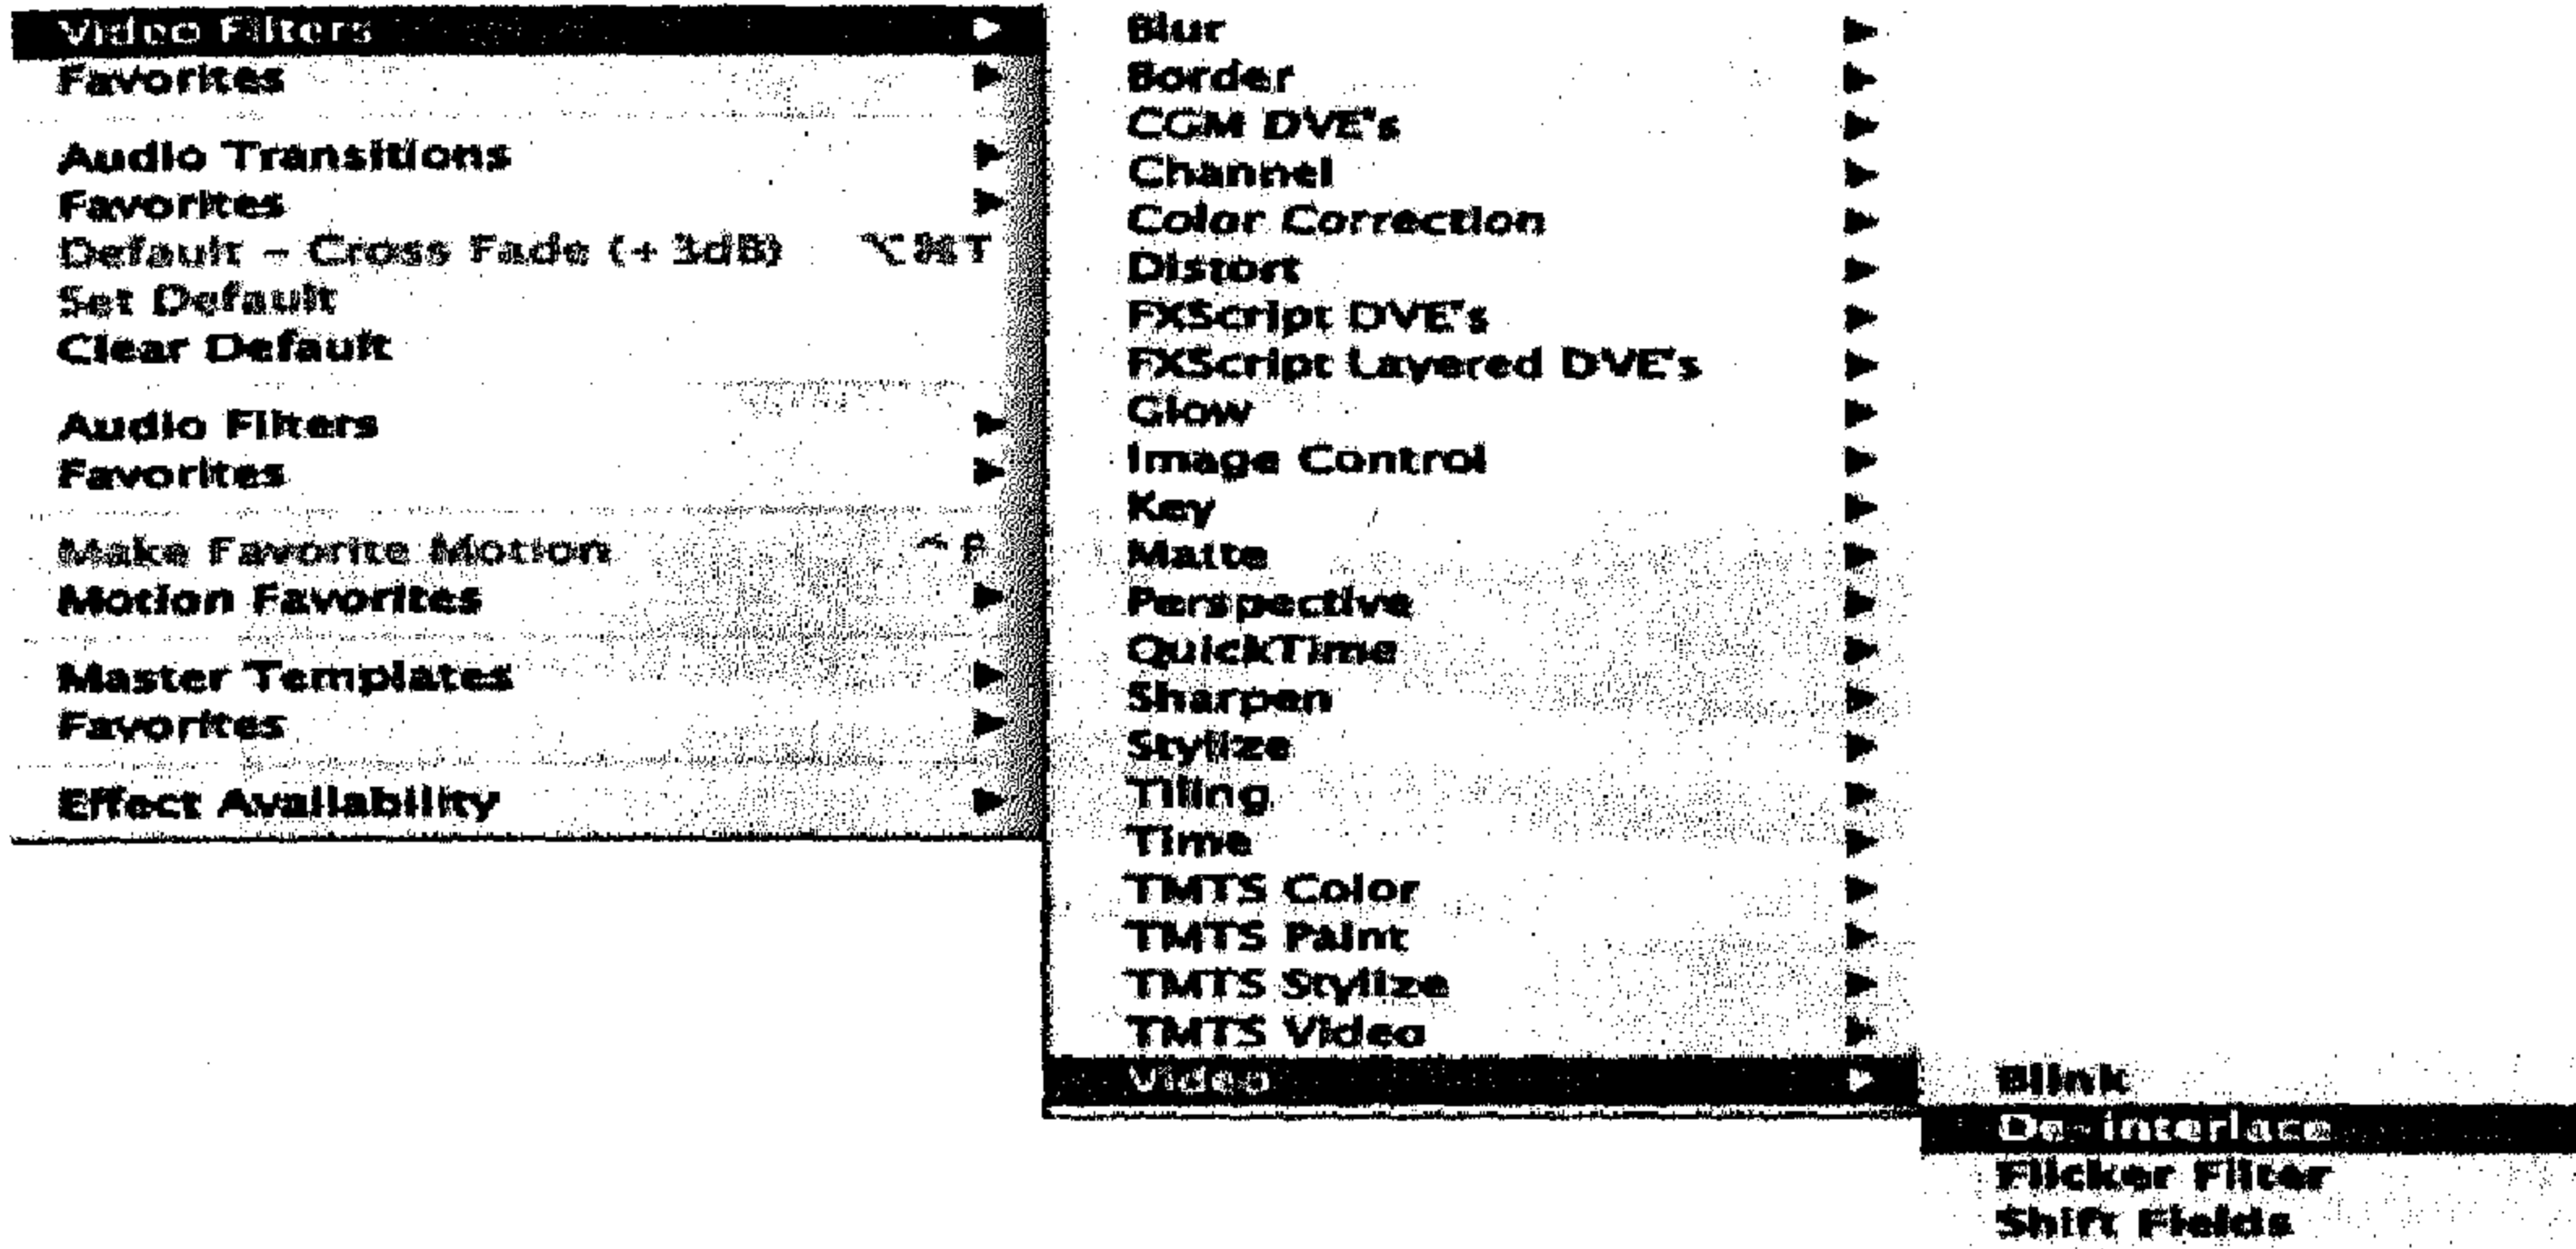 Video Filters
Favorites
Audio Transitions
Favorites
Default – Cross Fade (+3dB) ⌥⌘T
Set Default
Clear Default
Audio Filters
Favorites
Make Favorite Motion ^F
Motion Favorites
Master Templates
Favorites
Effect Availability
Blur
Border
CGM DVE's
Channel
Color Correction
Distort
FXScript DVE's
FXScript Layered DVE's
Glow
Image Control
Key
Matte
Perspective
QuickTime
Sharpen
Stylize
Tiling
Time
TMTS Color
TMTS Paint
TMTS Stylize
TMTS Video
Video
Blink
De-interlace
Flicker Filter
Shift Fields